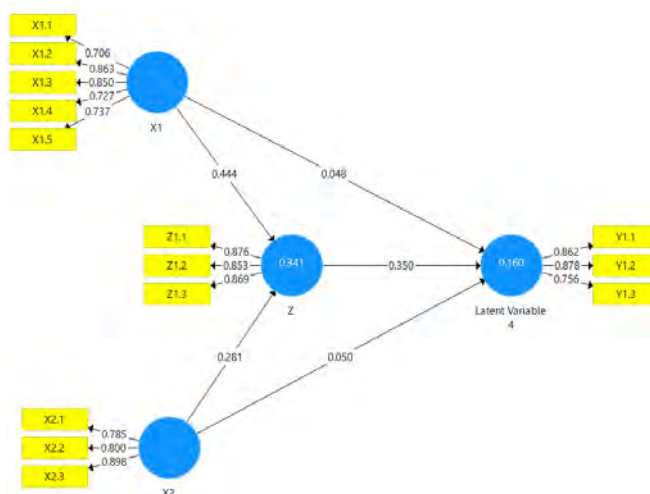 X1.1
X1.2
X1.3
X1.4
X1.5
0.706
0.863
0.850
0.727
0.737
X1
0.444
0.048
Z1.1
Z1.2
Z1.3
0.876
0.853
0.869
0.341
Z
0.350
0.160
Latent Variable
4
0.862
0.878
0.756
Y1.1
Y1.2
Y1.3
0.281
0.050
X2.1
X2.2
X2.3
0.785
0.800
0.898
X2